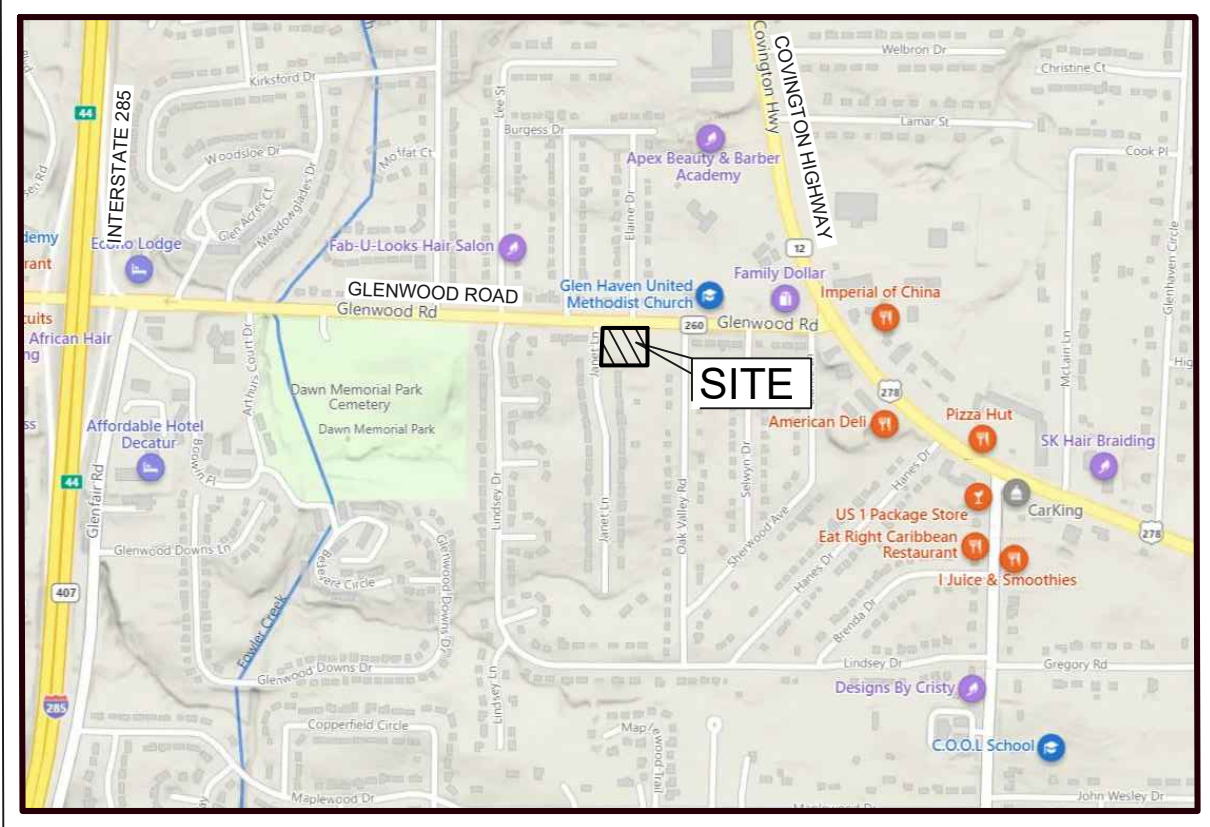 Welbron Dr
Christine Ct
Covington Hwy
COVINGTON HIGHWAY
Kirksford Dr
44
INTERSTATE 285
Lee St
Burgess Dr
Lamar St
Cook Pl
Woodsloe Dr
Moffat Ct
Apex Beauty & Barber
Academy
Glen Acres Ct
Meadowglades Dr
Elaine Dr
Glenhaven Circle
Econo Lodge
Fab-U-Looks Hair Salon
12
Family Dollar
Glen Haven United
Methodist Church
Imperial of China
GLENWOOD ROAD
Glenwood Rd
260
Glenwood Rd
African Hair
Arthurs Court Dr
Janet Ln
SITE
McLain Ln
Dawn Memorial Park
Cemetery
Dawn Memorial Park
278
American Deli
Pizza Hut
SK Hair Braiding
Affordable Hotel
Decatur
44
Glenfair Rd
Lindsey Dr
Janet Ln
Oak Valley Rd
Selwyn Dr
Sherwood Ave
Hanes Dr
US 1 Package Store
CarKing
278
Eat Right Caribbean
Restaurant
I Juice & Smoothies
Glenwood Downs Ln
Glenwood Downs Dr
Hanes Dr
Brenda Dr
407
Fowler Creek
Glenwood Downs Dr
Lindsey Dr
Gregory Rd
Lindsey Ln
Designs By Cristy
285
Copperfield Circle
C.O.O.L School
Maplewood Dr
John Wesley Dr